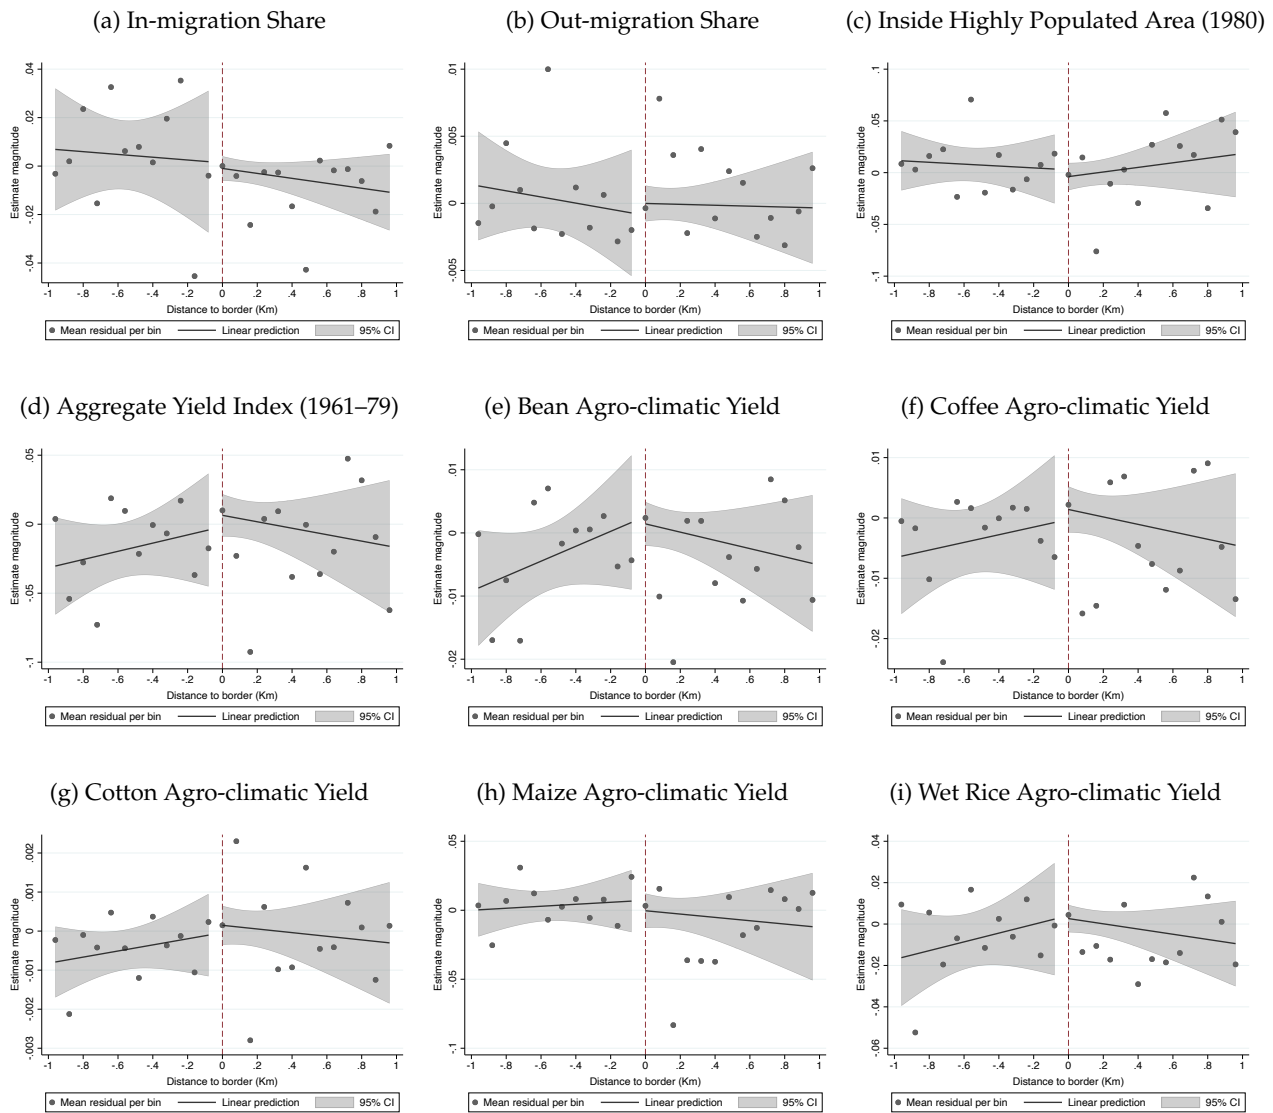 (a) In-migration Share
Estimate magnitude
.04
.02
0
-.02
-.04
-1 -.8 -.6 -.4 -.2 0 .2 .4 .6 .8 1
Distance to border (Km)
Mean residual per bin Linear prediction 95% CI
(b) Out-migration Share
Estimate magnitude
.01
.005
0
-.005
-1 -.8 -.6 -.4 -.2 0 .2 .4 .6 .8 1
Distance to border (Km)
Mean residual per bin Linear prediction 95% CI
(c) Inside Highly Populated Area (1980)
Estimate magnitude
.1
.05
0
-.05
-.1
-1 -.8 -.6 -.4 -.2 0 .2 .4 .6 .8 1
Distance to border (Km)
Mean residual per bin Linear prediction 95% CI
(d) Aggregate Yield Index (1961–79)
Estimate magnitude
.05
0
-.05
-.1
-1 -.8 -.6 -.4 -.2 0 .2 .4 .6 .8 1
Distance to border (Km)
Mean residual per bin Linear prediction 95% CI
(e) Bean Agro-climatic Yield
Estimate magnitude
.01
0
-.01
-.02
-1 -.8 -.6 -.4 -.2 0 .2 .4 .6 .8 1
Distance to border (Km)
Mean residual per bin Linear prediction 95% CI
(f) Coffee Agro-climatic Yield
Estimate magnitude
.01
0
-.01
-.02
-1 -.8 -.6 -.4 -.2 0 .2 .4 .6 .8 1
Distance to border (Km)
Mean residual per bin Linear prediction 95% CI
(g) Cotton Agro-climatic Yield
Estimate magnitude
.002
.001
0
-.001
-.002
-.003
-1 -.8 -.6 -.4 -.2 0 .2 .4 .6 .8 1
Distance to border (Km)
Mean residual per bin Linear prediction 95% CI
(h) Maize Agro-climatic Yield
Estimate magnitude
.05
0
-.05
-.1
-1 -.8 -.6 -.4 -.2 0 .2 .4 .6 .8 1
Distance to border (Km)
Mean residual per bin Linear prediction 95% CI
(i) Wet Rice Agro-climatic Yield
Estimate magnitude
.04
.02
0
-.02
-.04
-.06
-1 -.8 -.6 -.4 -.2 0 .2 .4 .6 .8 1
Distance to border (Km)
Mean residual per bin Linear prediction 95% CI